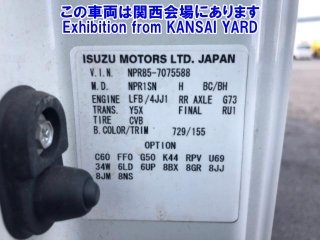 この車両は関西会場にあります
Exhibition from KANSAI YARD
ISUZU MOTORS LTD. JAPAN
V.I.N. NPR85-7075588
M.D. NPR1SN H BC/BH
ENGINE LFB/4JJ1 RR AXLE G73
TRANS. Y5X FINAL RU1
TIRE CVB
B.COLOR/TRIM 729/155
OPTION
C60 FF0 G50 K44 RPV U69
34W 6LD 6UP 8BX 8GR 8JJ
8JM 8NS